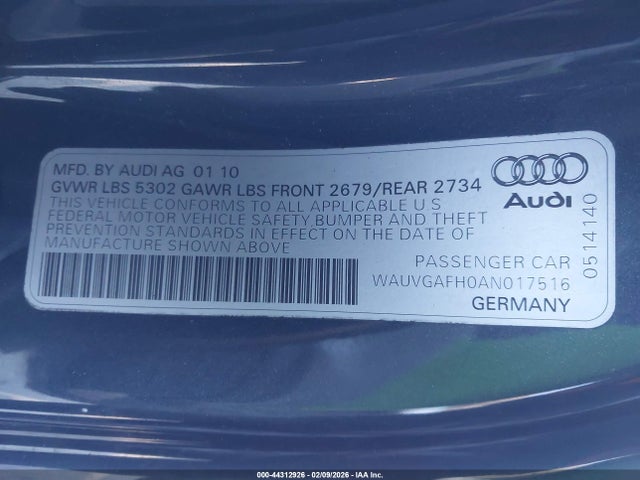 MFD. BY AUDI AG 01 10
GVWR LBS 5302 GAWR LBS FRONT 2679/REAR 2734
THIS VEHICLE CONFORMS TO ALL APPLICABLE U.S
FEDERAL MOTOR VEHICLE SAFETY, BUMPER AND THEFT
PREVENTION STANDARDS IN EFFECT ON THE DATE OF
MANUFACTURE SHOWN ABOVE
Audi
PASSENGER CAR
WAUVGAFH0AN017516
GERMANY
0514140
000-44312926 - 02/09/2026 - IAA Inc.